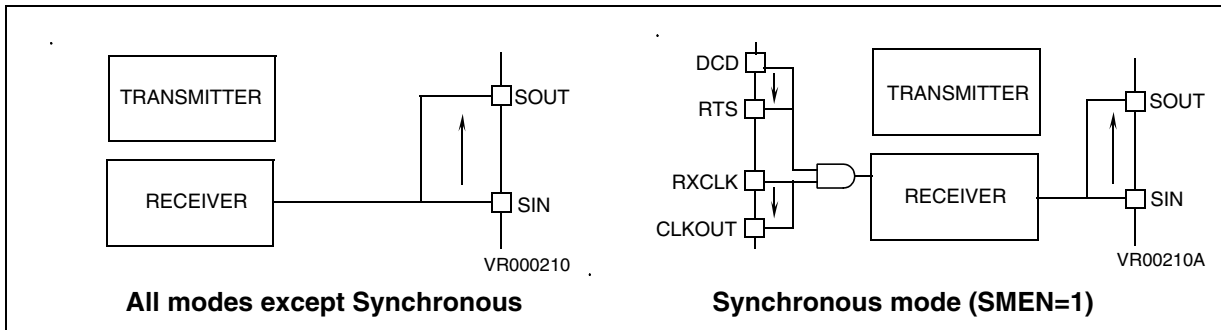 TRANSMITTER
SOUT
RECEIVER
SIN
VR000210
All modes except Synchronous
DCD
RTS
TRANSMITTER
SOUT
RXCLK
RECEIVER
SIN
CLKOUT
VR00210A
Synchronous mode (SMEN=1)